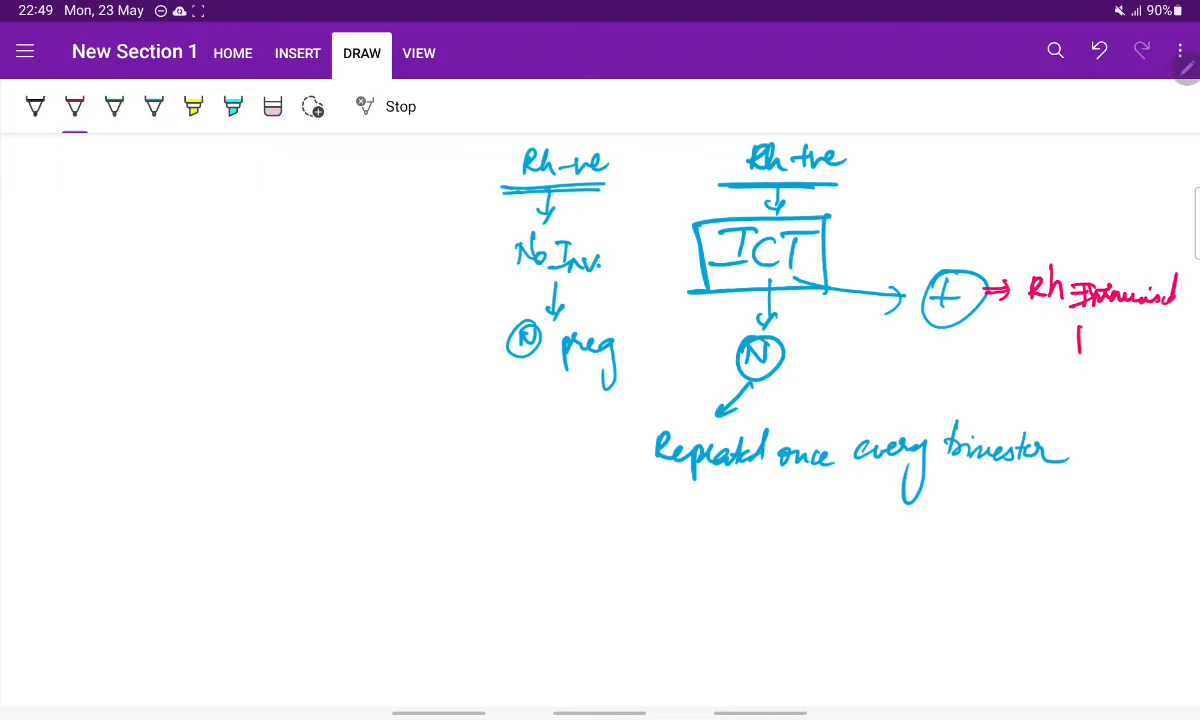 22:49 Mon, 23 May 90%
New Section 1 HOME INSERT DRAW VIEW
Stop
Rh -ve
Rh +ve
No Inv.
ICT
+ ⇒ Rh
N preg
N
Repeated once every trimester